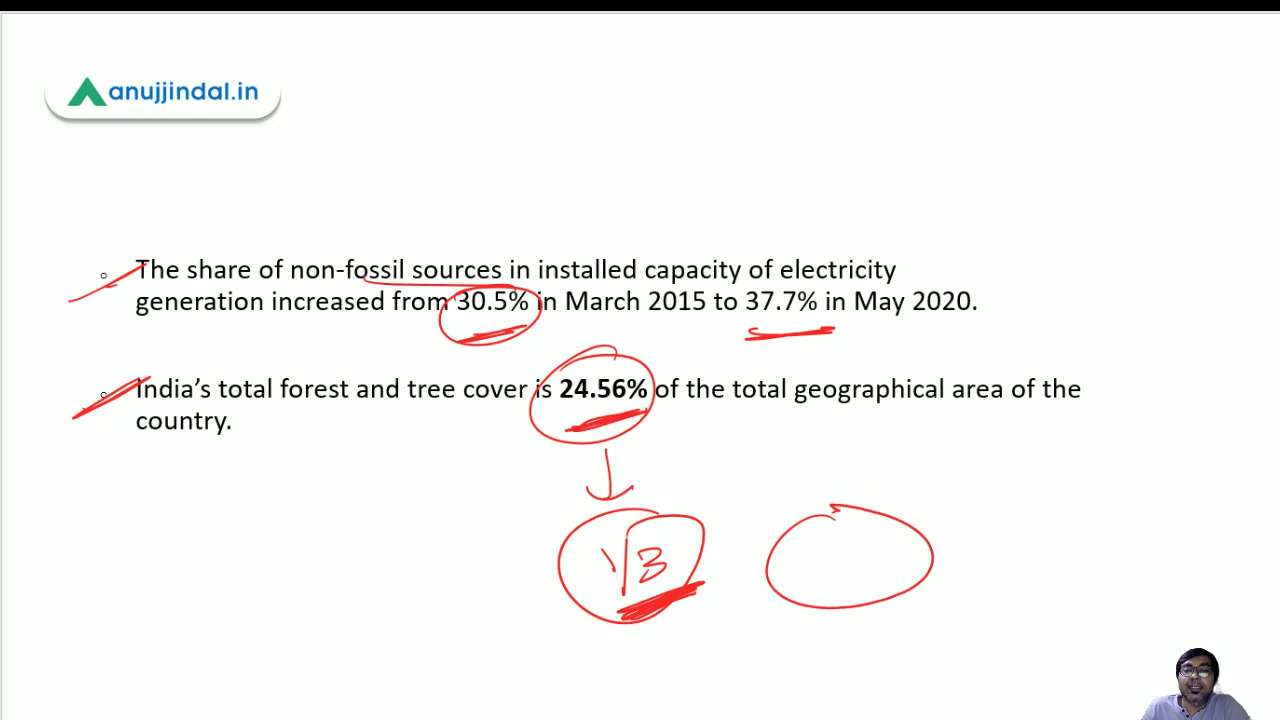 anujjindal.in
The share of non-fossil sources in installed capacity of electricity
generation increased from 30.5% in March 2015 to 37.7% in May 2020.
India's total forest and tree cover is 24.56% of the total geographical area of the
country.
1/3